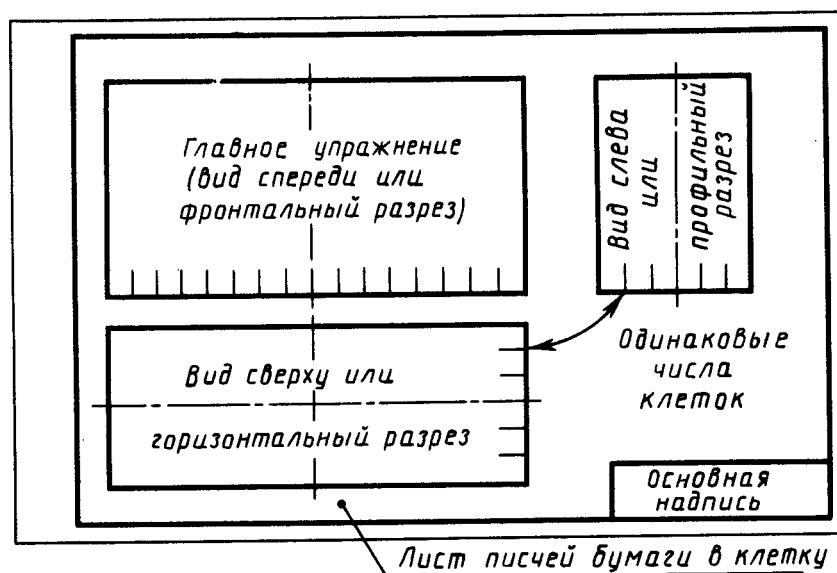 Главное упражнение
(вид спереди или
фронтальный разрез)
Вид слева
или
профильный
разрез
Вид сверху или
горизонтальный разрез
Одинаковые
числа
клеток
Основная
надпись
Лист писчей бумаги в клетку